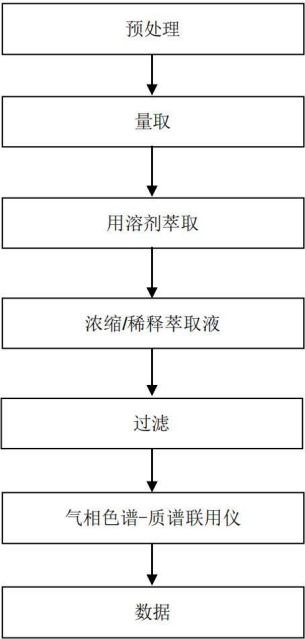 预处理
量取
用溶剂萃取
浓缩/稀释萃取液
过滤
气相色谱-质谱联用仪
数据